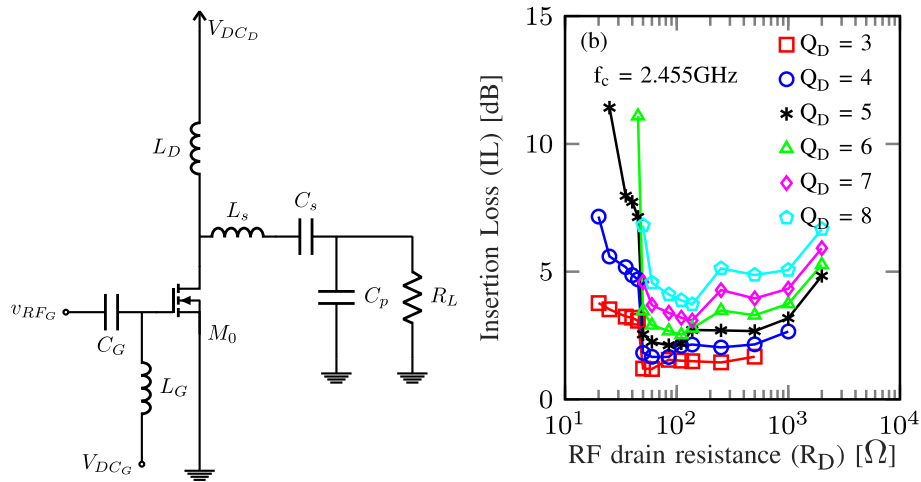 V_{DC_D}
L_D
L_s
C_s
C_p
R_L
v_{RF_G}
C_G
M_0
L_G
V_{DC_G}
(b)
f_c = 2.455GHz
Q_D = 3
Q_D = 4
Q_D = 5
Q_D = 6
Q_D = 7
Q_D = 8
Insertion Loss (IL) [dB]
15
10
5
0
10^1
10^2
10^3
10^4
RF drain resistance (R_D) [Ω]